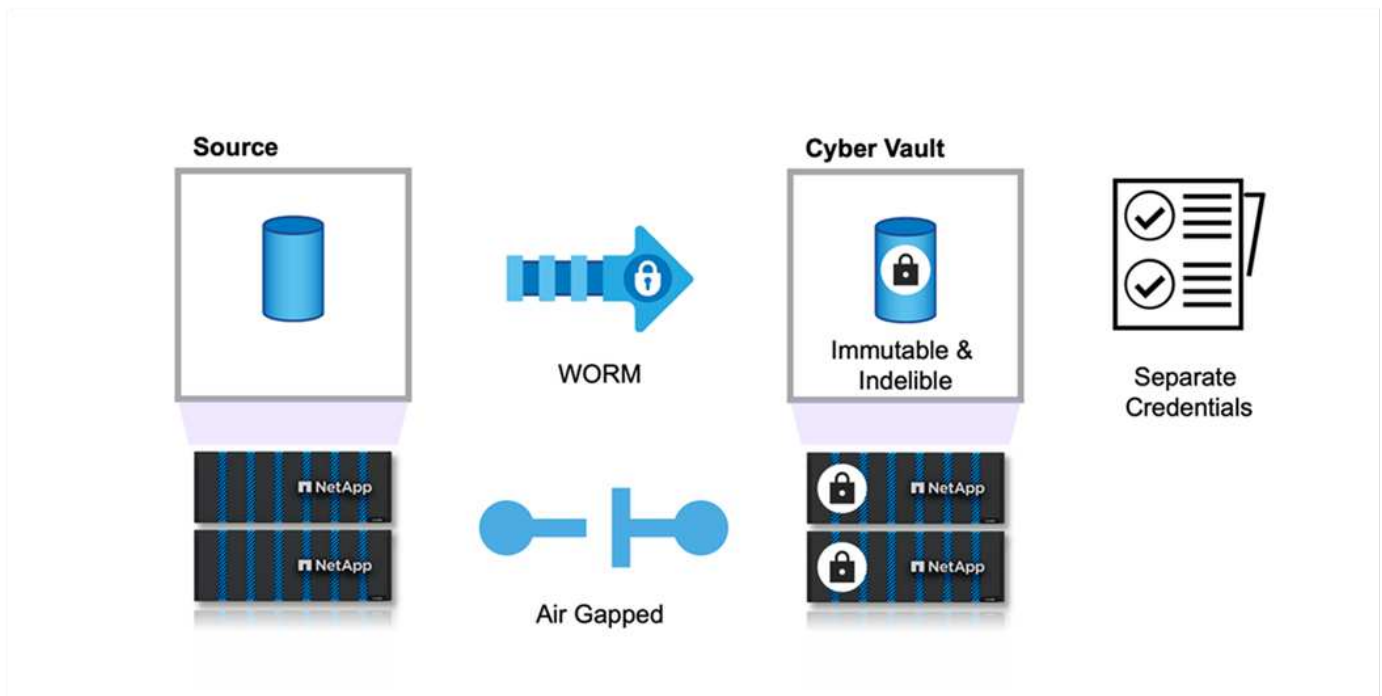 Source
Cyber Vault
WORM
Immutable &
Indelible
Separate
Credentials
NetApp
NetApp
NetApp
NetApp
Air Gapped